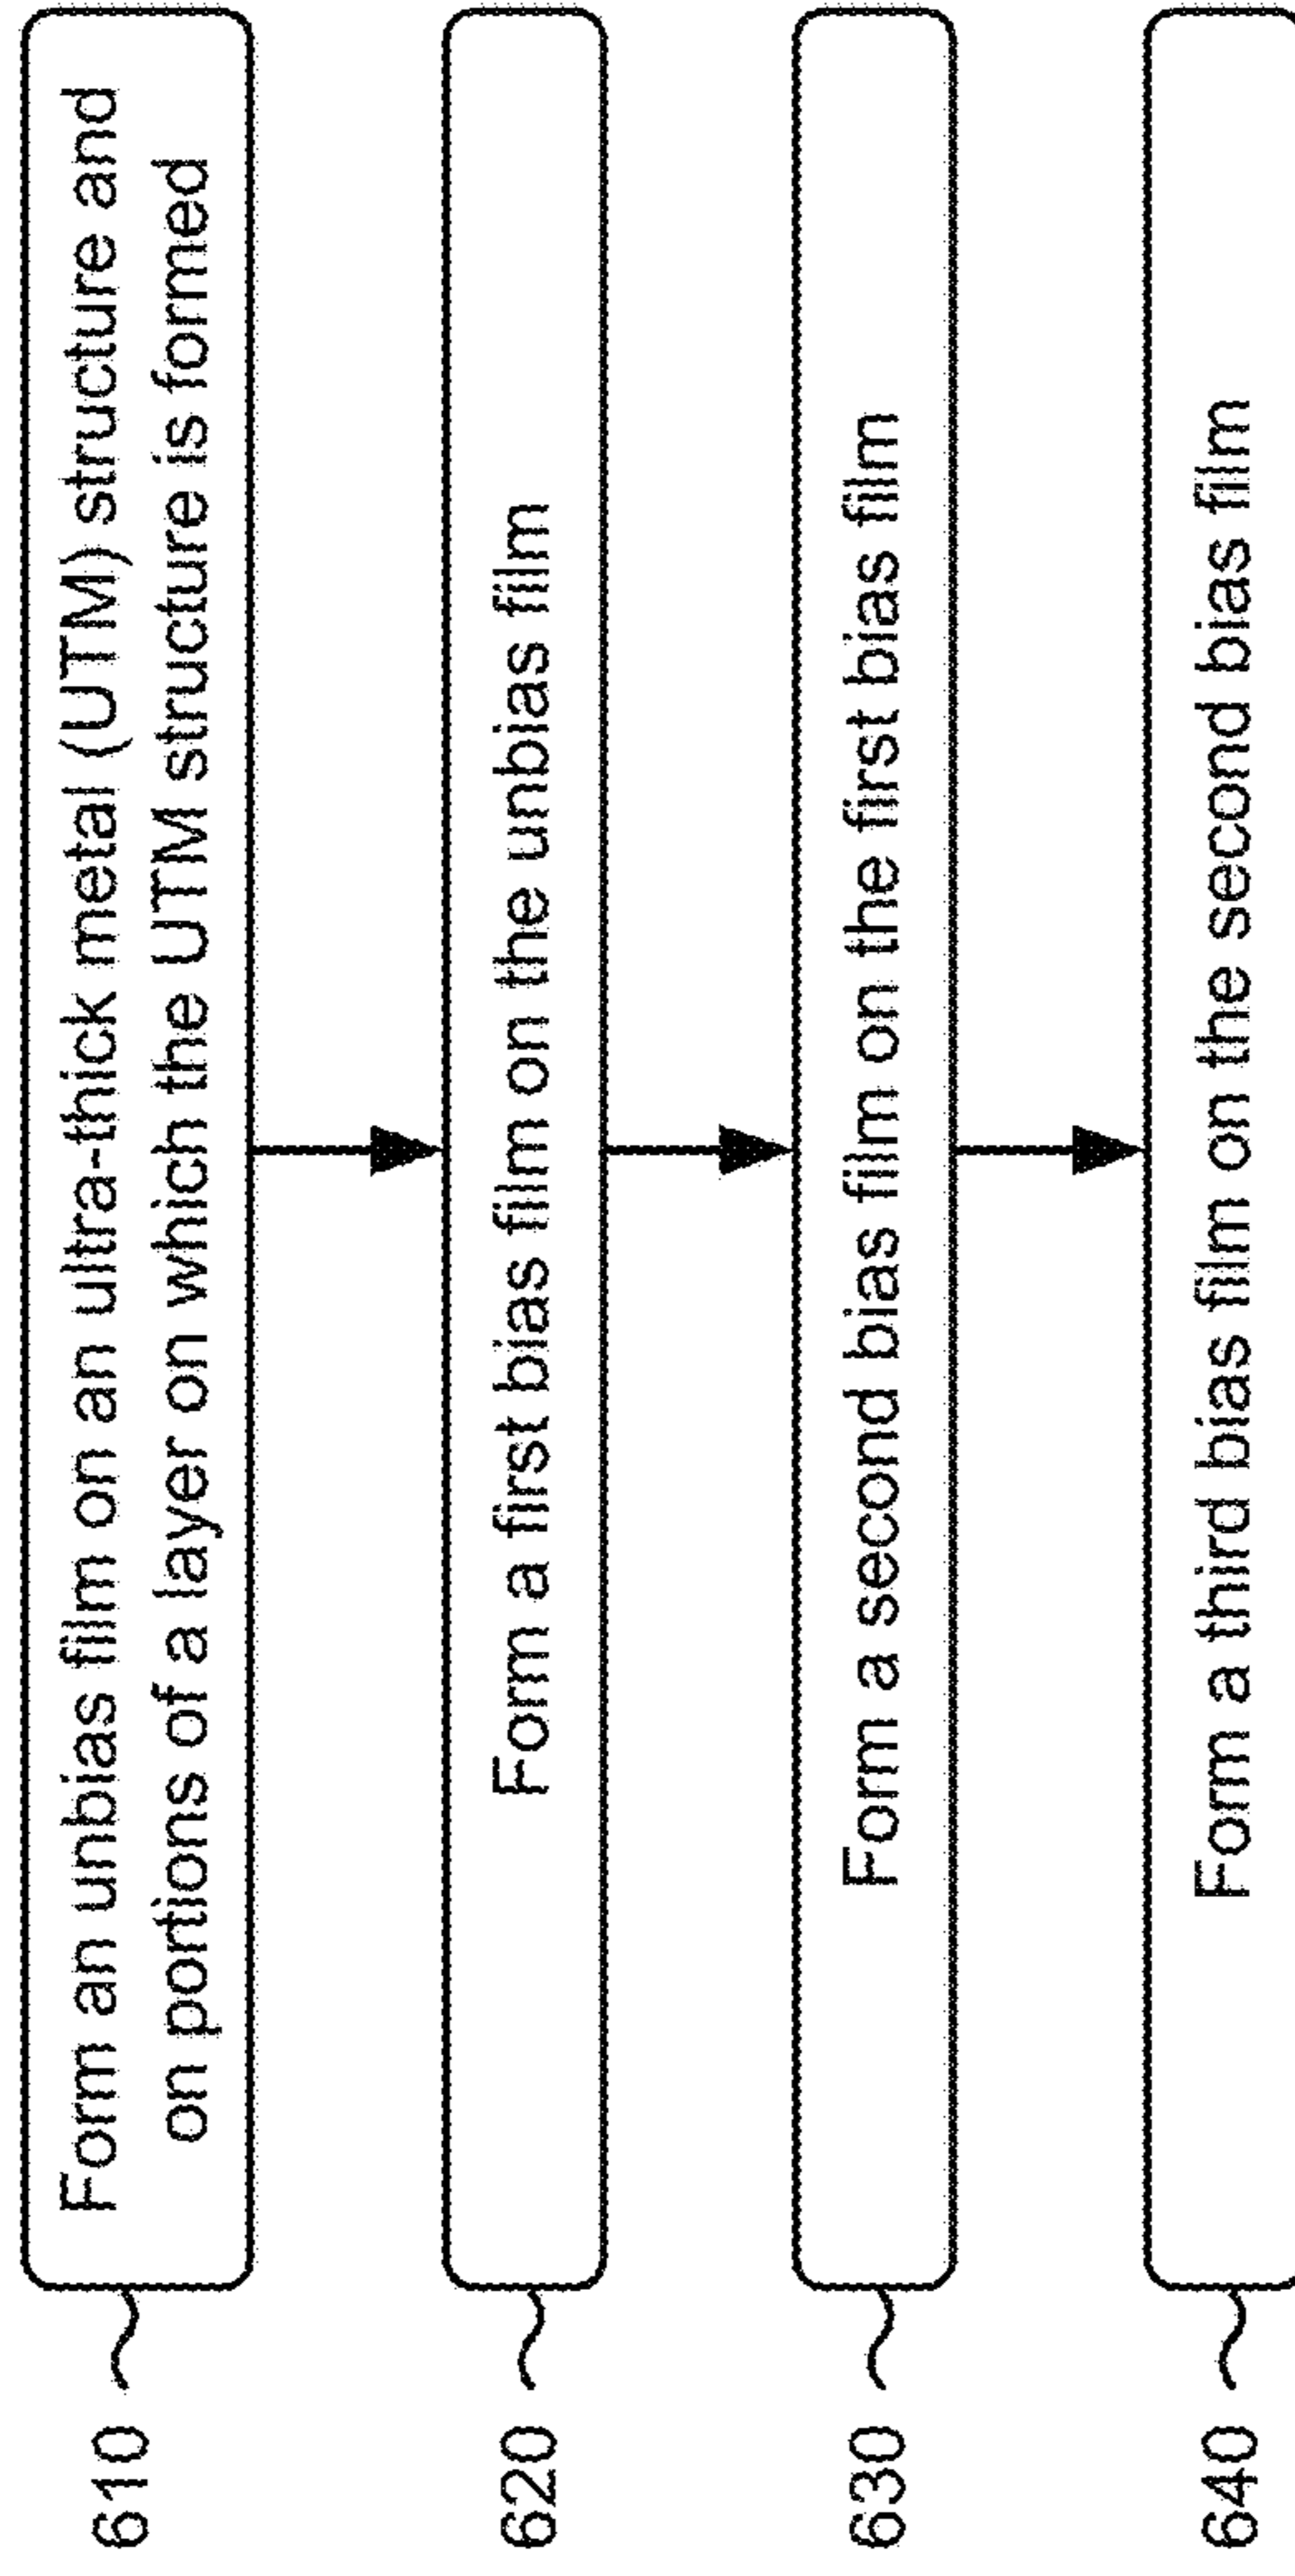 610
Form an unbias film on an ultra-thick metal (UTM) structure and
on portions of a layer on which the UTM structure is formed
620
Form a first bias film on the unbias film
630
Form a second bias film on the first bias film
640
Form a third bias film on the second bias film